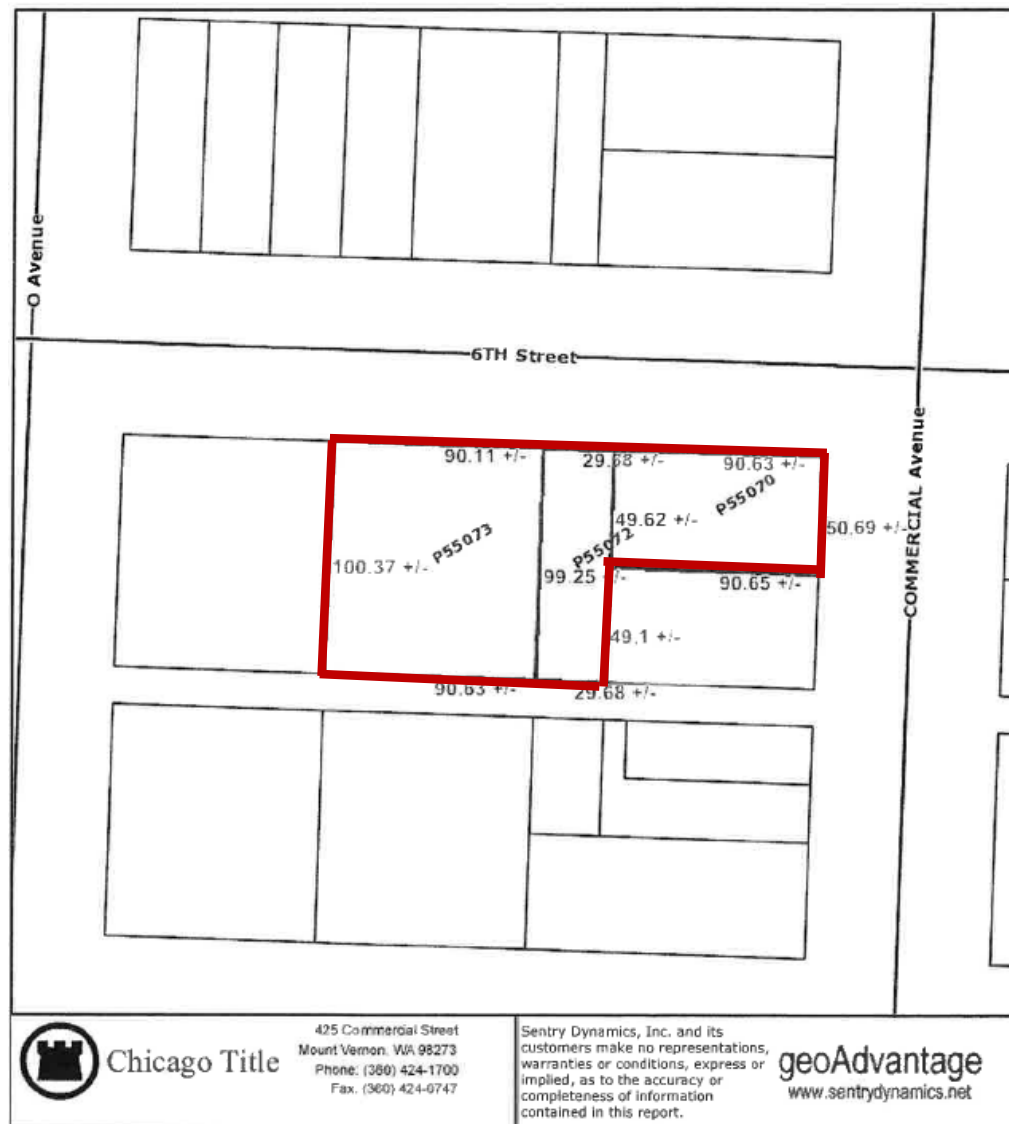 O Avenue
6TH Street
COMMERCIAL Avenue
90.11 +/-
29.68 +/-
90.63 +/-
P55070
49.62 +/-
50.69 +/-
P55073
P55072
100.37 +/-
99.25 +/-
90.65 +/-
49.1 +/-
90.63 +/-
29.68 +/-
Chicago Title
425 Commercial Street
Mount Vernon, WA 98273
Phone: (360) 424-1700
Fax. (360) 424-0747
Sentry Dynamics, Inc. and its
customers make no representations,
warranties or conditions, express or
implied, as to the accuracy or
completeness of information
contained in this report.
geoAdvantage
www.sentrydynamics.net